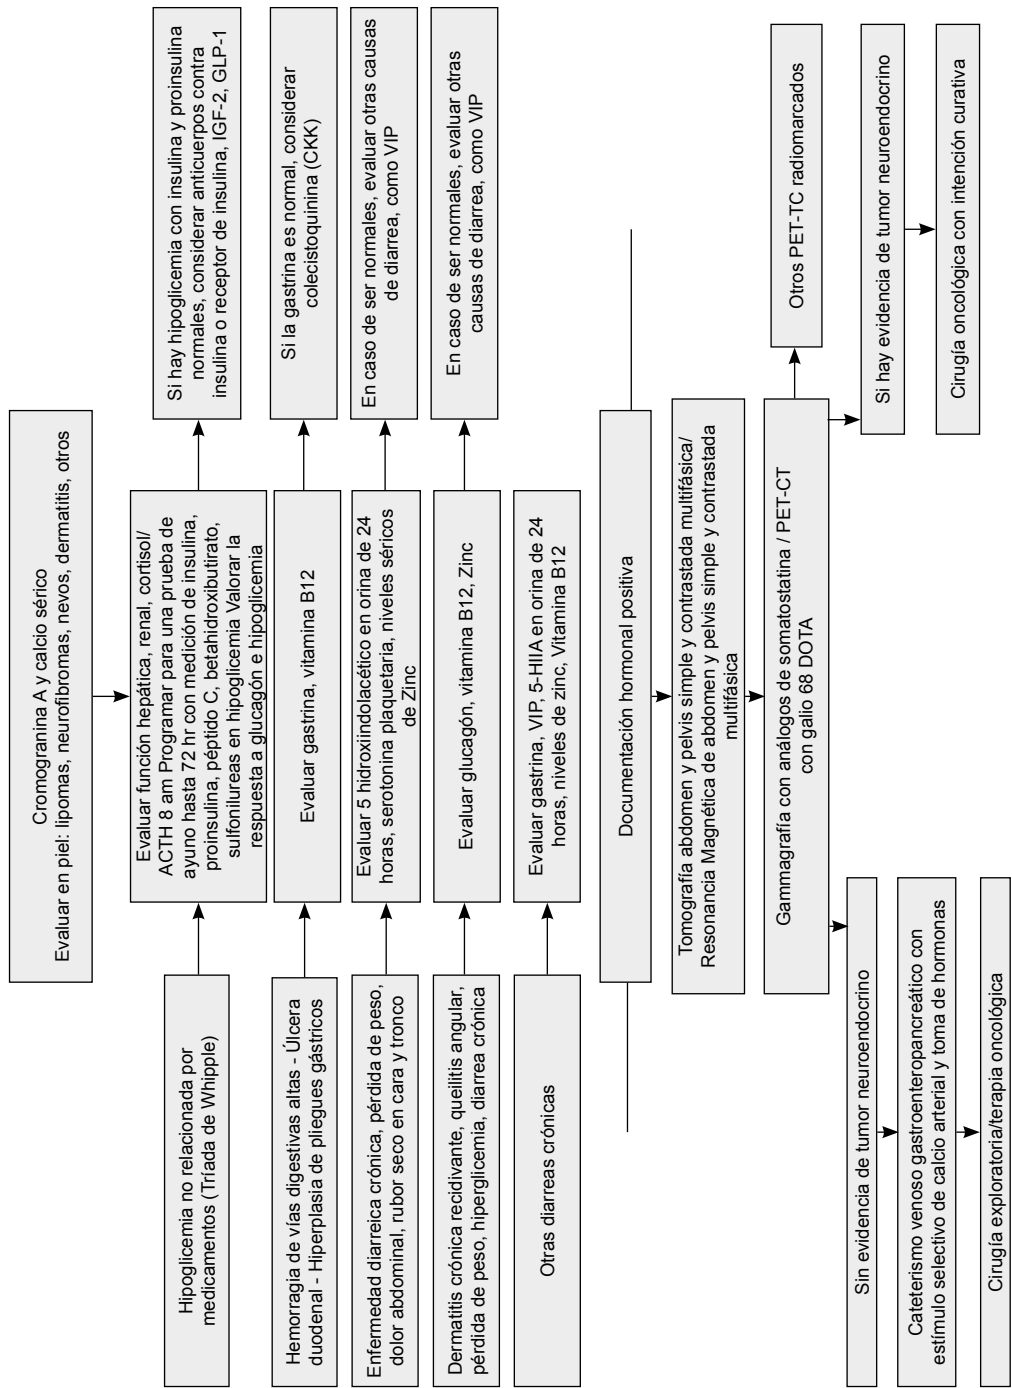 Cromogranina A y calcio sérico
Evaluar en piel: lipomas, neurofibromas, nevos, dermatitis, otros
Hipoglicemia no relacionada por
medicamentos (Tríada de Whipple)
Evaluar función hepática, renal, cortisol/
ACTH 8 am Programar para una prueba de
ayuno hasta 72 hr con medición de insulina,
proinsulina, péptido C, betahidroxibutirato,
sulfonilureas en hipoglicemia Valorar la
respuesta a glucagón e hipoglicemia
Si hay hipoglicemia con insulina y proinsulina
normales, considerar anticuerpos contra
insulina o receptor de insulina, IGF-2, GLP-1
Hemorragia de vías digestivas altas - Úlcera
duodenal - Hiperplasia de pliegues gástricos
Evaluar gastrina, vitamina B12
Si la gastrina es normal, considerar
colecistoquinina (CKK)
Enfermedad diarreica crónica, pérdida de peso,
dolor abdominal, rubor seco en cara y tronco
Evaluar 5 hidroxiindolacético en orina de 24
horas, serotonina plaquetaria, niveles séricos
de Zinc
En caso de ser normales, evaluar otras causas
de diarrea, como VIP
Dermatitis crónica recidivante, queilitis angular,
pérdida de peso, hiperglicemia, diarrea crónica
Evaluar glucagón, vitamina B12, Zinc
En caso de ser normales, evaluar otras
causas de diarrea, como VIP
Otras diarreas crónicas
Evaluar gastrina, VIP, 5-HIIA en orina de 24
horas, niveles de zinc, Vitamina B12
Documentación hormonal positiva
Tomografía abdomen y pelvis simple y contrastada multifásica/
Resonancia Magnética de abdomen y pelvis simple y contrastada
multifásica
Gammagrafía con análogos de somatostatina / PET-CT
con galio 68 DOTA
Otros PET-TC radiomarcados
Sin evidencia de tumor neuroendocrino
Cateterismo venoso gastroenteropancreático con
estímulo selectivo de calcio arterial y toma de hormonas
Cirugía exploratoria/terapia oncológica
Si hay evidencia de tumor neuroendocrino
Cirugía oncológica con intención curativa